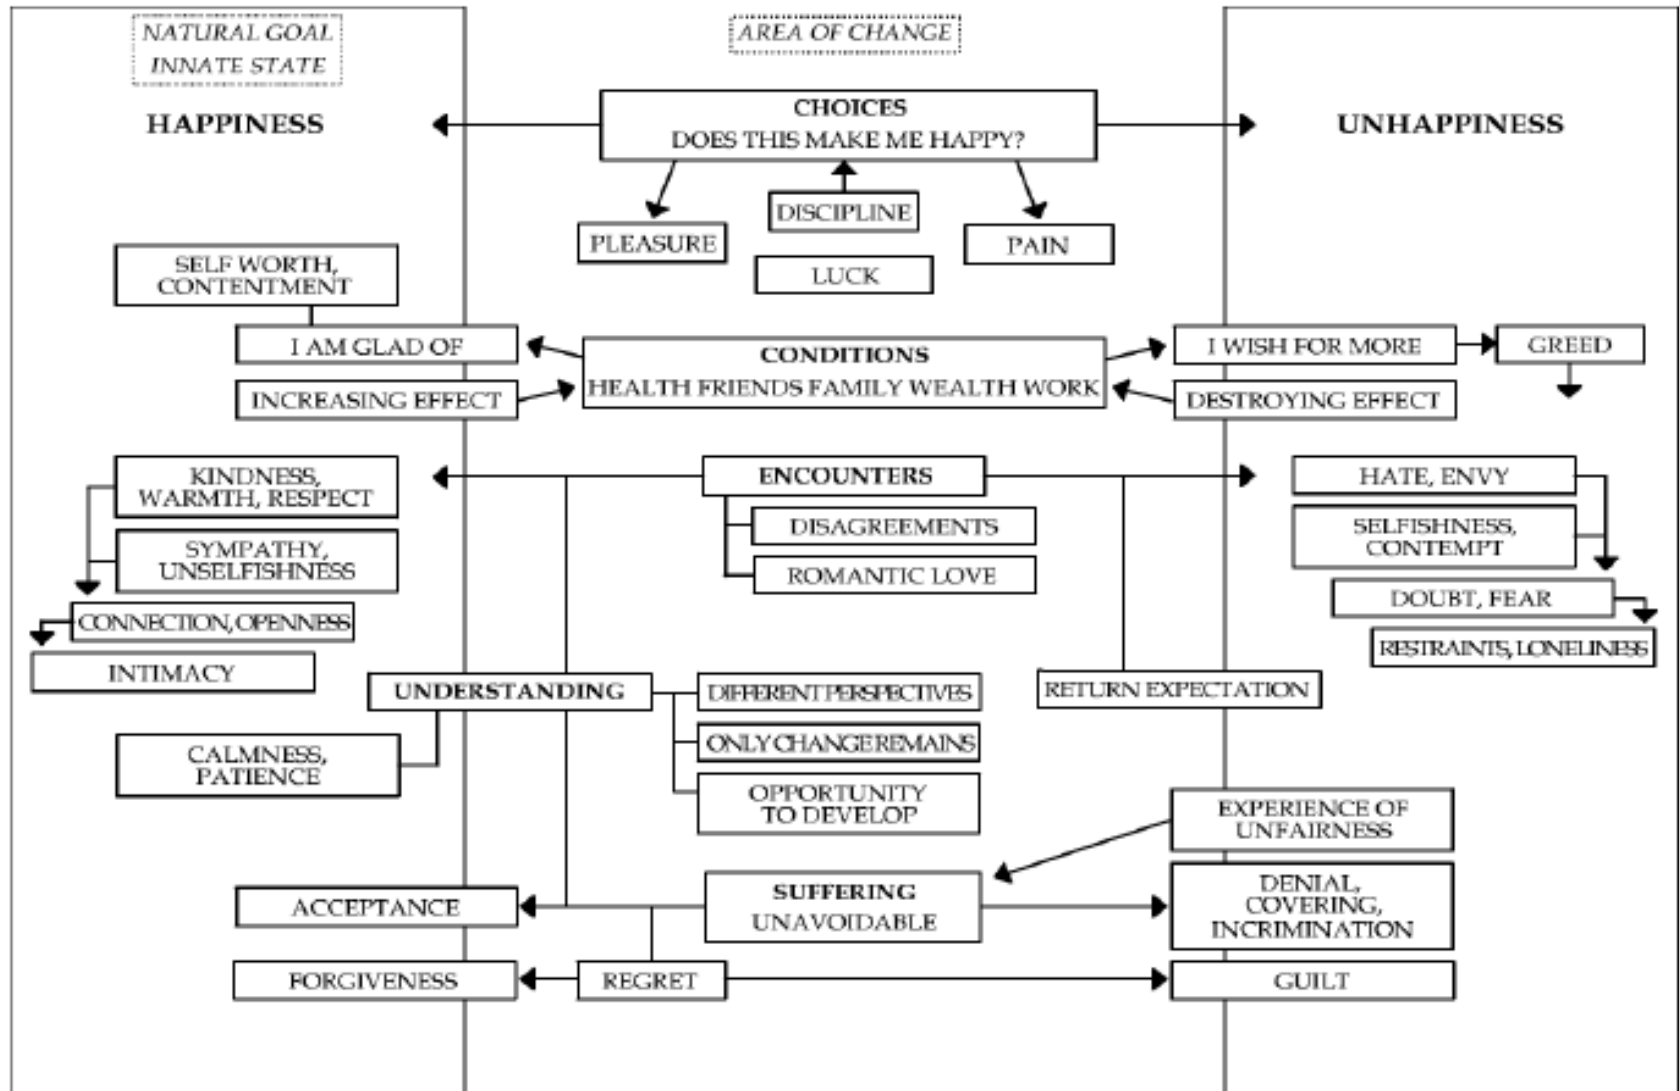 NATURAL GOAL
INNATE STATE
AREA OF CHANGE
HAPPINESS
CHOICES
DOES THIS MAKE ME HAPPY?
UNHAPPINESS
DISCIPLINE
PLEASURE
PAIN
LUCK
SELF WORTH,
CONTENTMENT
I AM GLAD OF
CONDITIONS
HEALTH FRIENDS FAMILY WEALTH WORK
I WISH FOR MORE
GREED
INCREASING EFFECT
DESTROYING EFFECT
KINDNESS,
WARMTH, RESPECT
ENCOUNTERS
HATE, ENVY
DISAGREEMENTS
SELFISHNESS,
CONTEMPT
SYMPATHY,
UNSELFISHNESS
ROMANTIC LOVE
DOUBT, FEAR
CONNECTION, OPENNESS
RESTRAINTS, LONELINESS
INTIMACY
UNDERSTANDING
DIFFERENT PERSPECTIVES
RETURN EXPECTATION
ONLY CHANGE REMAINS
CALMNESS,
PATIENCE
OPPORTUNITY
TO DEVELOP
EXPERIENCE OF
UNFAIRNESS
SUFFERING
UNAVOIDABLE
ACCEPTANCE
DENIAL,
COVERING,
INCRIMINATION
FORGIVENESS
REGRET
GUILT